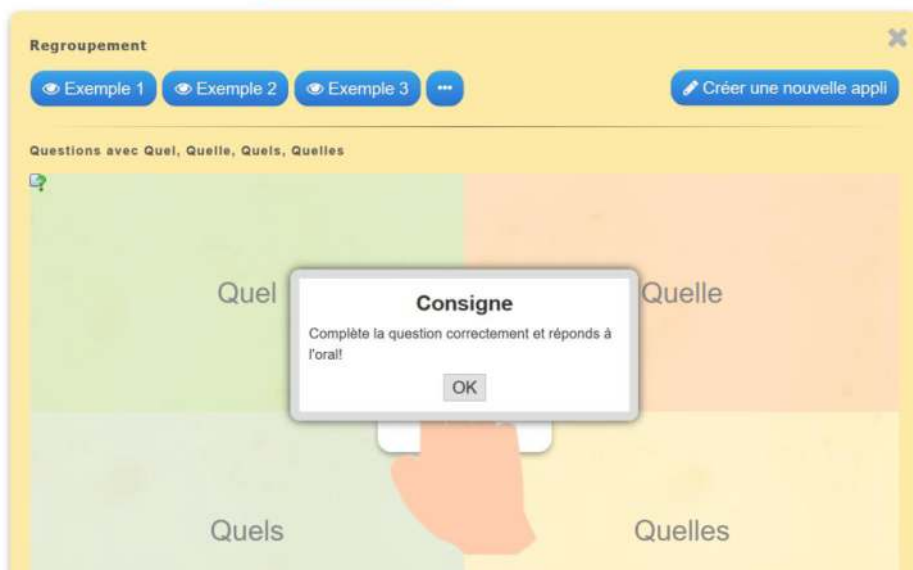 Regroupement
Exemple 1 Exemple 2 Exemple 3 ... Créer une nouvelle appli
Questions avec Quel, Quelle, Quels, Quelles
Quel Quelle
Consigne
Complète la question correctement et réponds à
l'oral!
OK
Quels Quelles